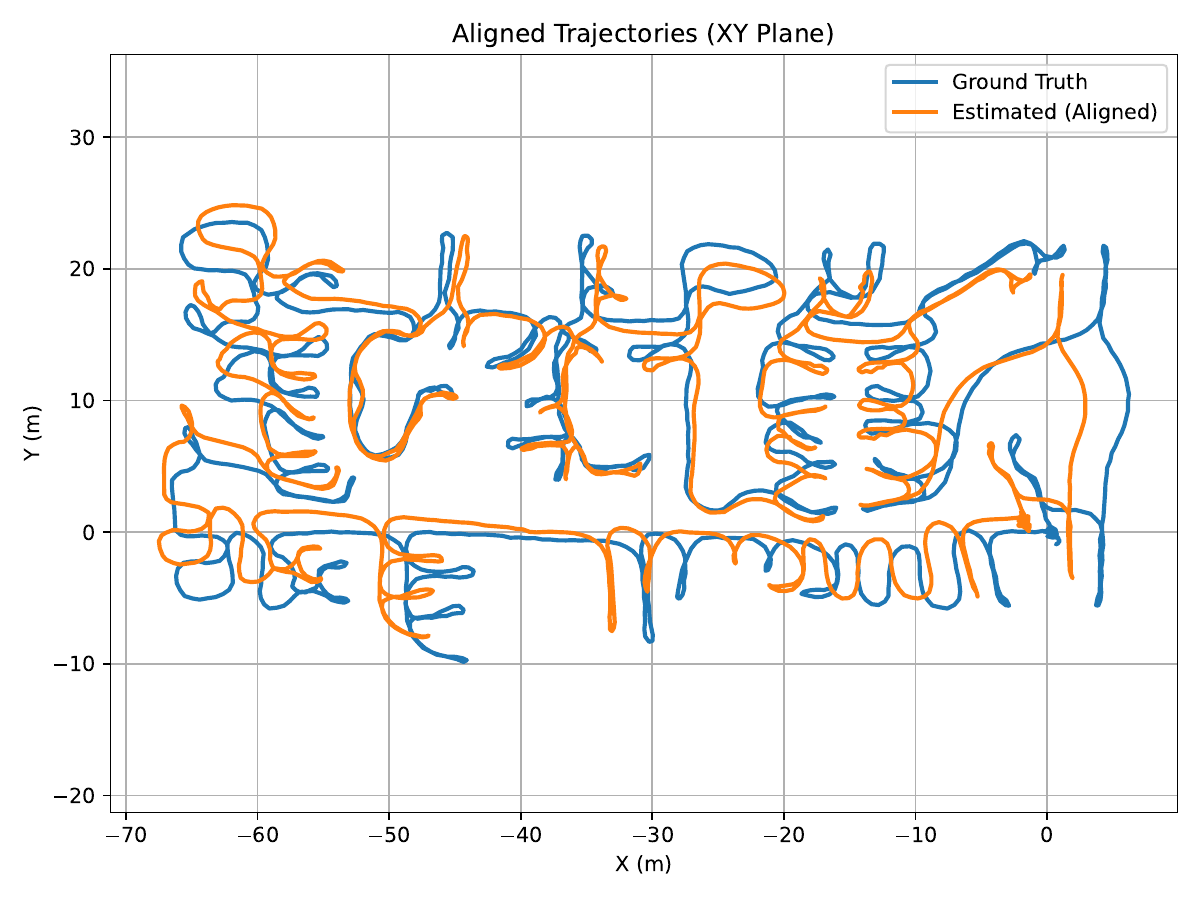 Aligned Trajectories (XY Plane)
Ground Truth
Estimated (Aligned)
Y (m)
30
20
10
0
−10
−20
−70
−60
−50
−40
−30
−20
−10
0
X (m)